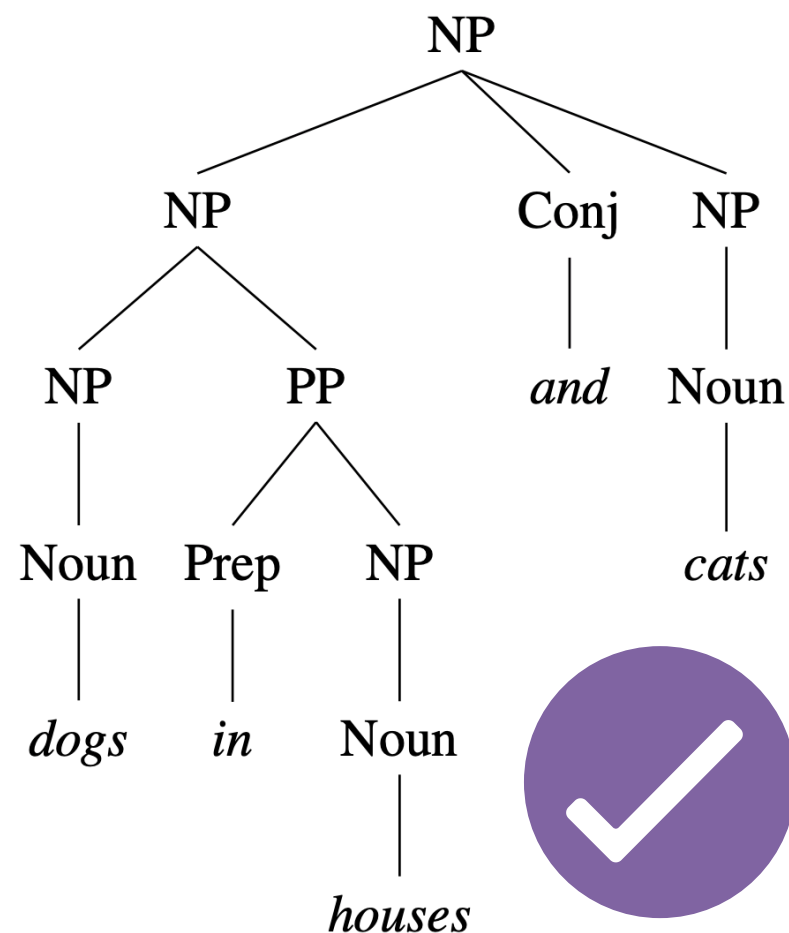 NP
NP Conj NP
NP PP and Noun
Noun Prep NP cats
dogs in Noun
houses